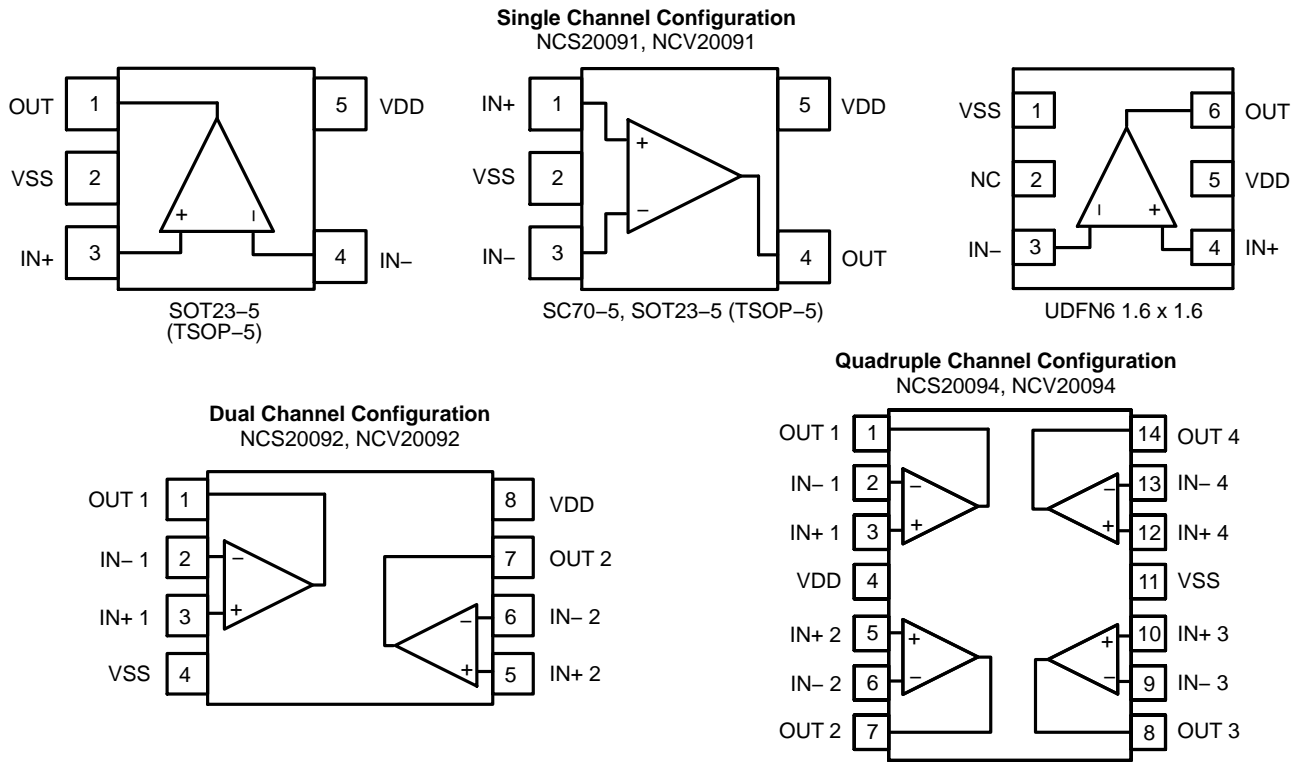 Single Channel Configuration
NCS20091, NCV20091
OUT 1 5 VDD
VSS 2
IN+ 3 4 IN−
+ −
SOT23−5
(TSOP−5)
IN+ 1 5 VDD
VSS 2
IN− 3 4 OUT
+
−
SC70−5, SOT23−5 (TSOP−5)
VSS 1 6 OUT
NC 2 5 VDD
IN− 3 4 IN+
− +
UDFN6 1.6 x 1.6
Dual Channel Configuration
NCS20092, NCV20092
OUT 1 1 8 VDD
IN− 1 2 − 7 OUT 2
IN+ 1 3 + − 6 IN− 2
VSS 4 + 5 IN+ 2
Quadruple Channel Configuration
NCS20094, NCV20094
OUT 1 1 14 OUT 4
IN− 1 2 − − 13 IN− 4
IN+ 1 3 + + 12 IN+ 4
VDD 4 11 VSS
IN+ 2 5 + + 10 IN+ 3
IN− 2 6 − − 9 IN− 3
OUT 2 7 8 OUT 3